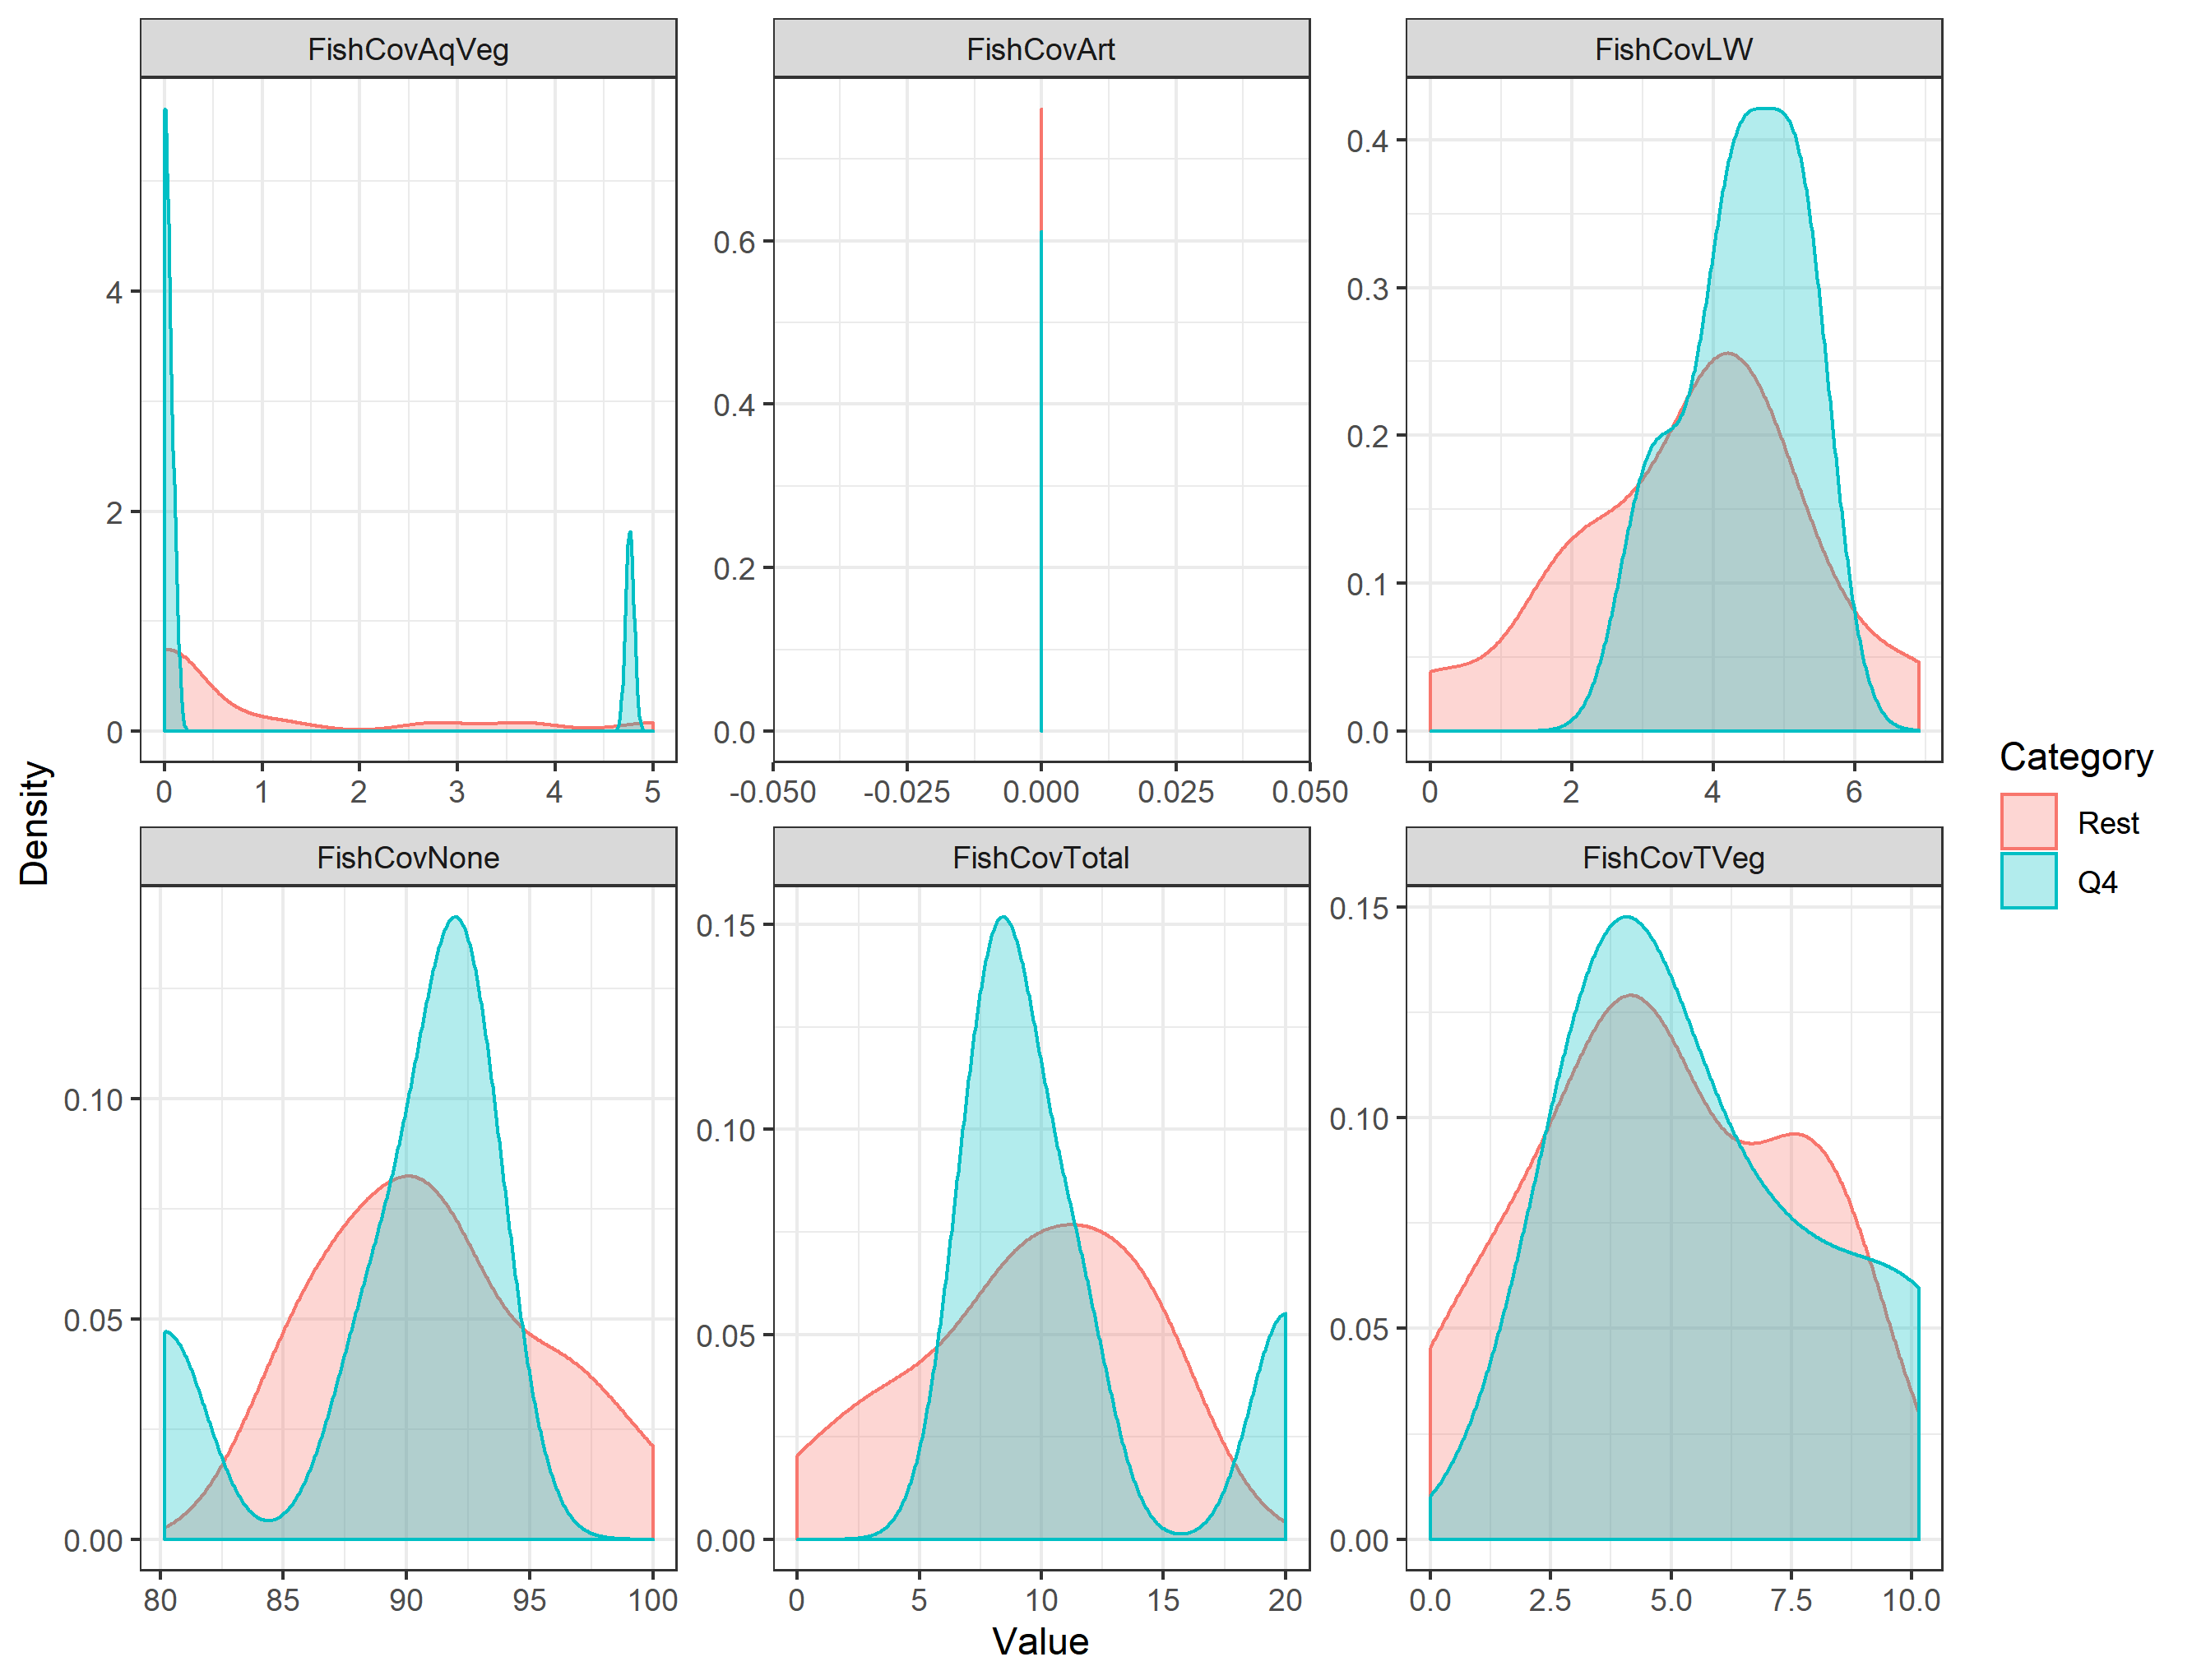 FishCovAqVeg
FishCovArt
FishCovLW
4
2
0
0 1 2 3 4 5
0.6
0.4
0.2
0.0
-0.050 -0.025 0.000 0.025 0.050
0.4
0.3
0.2
0.1
0.0
0 2 4 6
FishCovNone
FishCovTotal
FishCovTVeg
0.10
0.05
0.00
80 85 90 95 100
0.15
0.10
0.05
0.00
0 5 10 15 20
0.15
0.10
0.05
0.00
0.0 2.5 5.0 7.5 10.0
Density
Value
Category
Rest
Q4